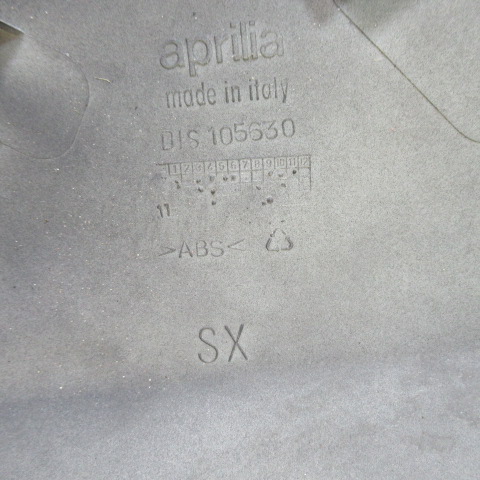 aprilia
made in italy
DIS 105630
1 2 3 4 5 6 7 8 9 10 11 12
11
>ABS<
SX